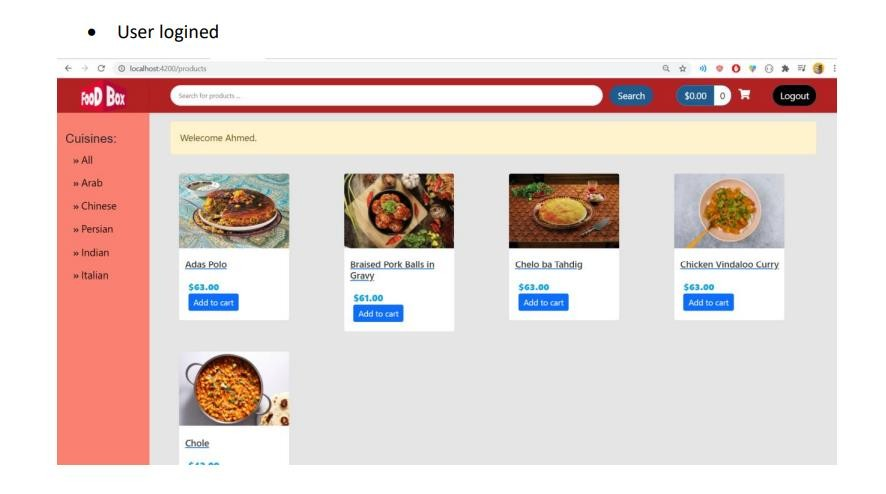 • User logined
localhost:4200/products
FooD Box
Search for products ...
Search
$0.00 0
Logout
Cuisines:
» All
» Arab
» Chinese
» Persian
» Indian
» Italian
Welecome Ahmed.
Adas Polo
$63.00
Add to cart
Braised Pork Balls in
Gravy
$61.00
Add to cart
Chelo ba Tahdig
$63.00
Add to cart
Chicken Vindaloo Curry
$63.00
Add to cart
Chole